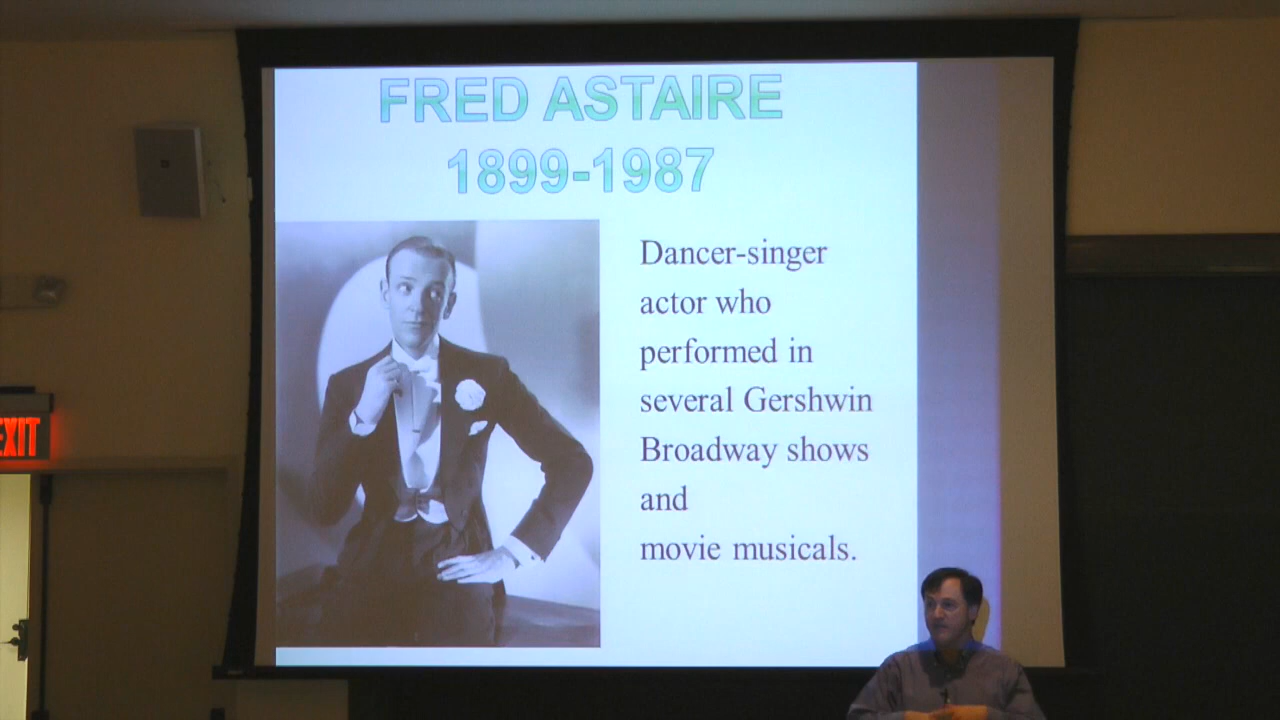 FRED ASTAIRE
1899-1987
Dancer-singer
actor who
performed in
several Gershwin
Broadway shows
and
movie musicals.
EXIT